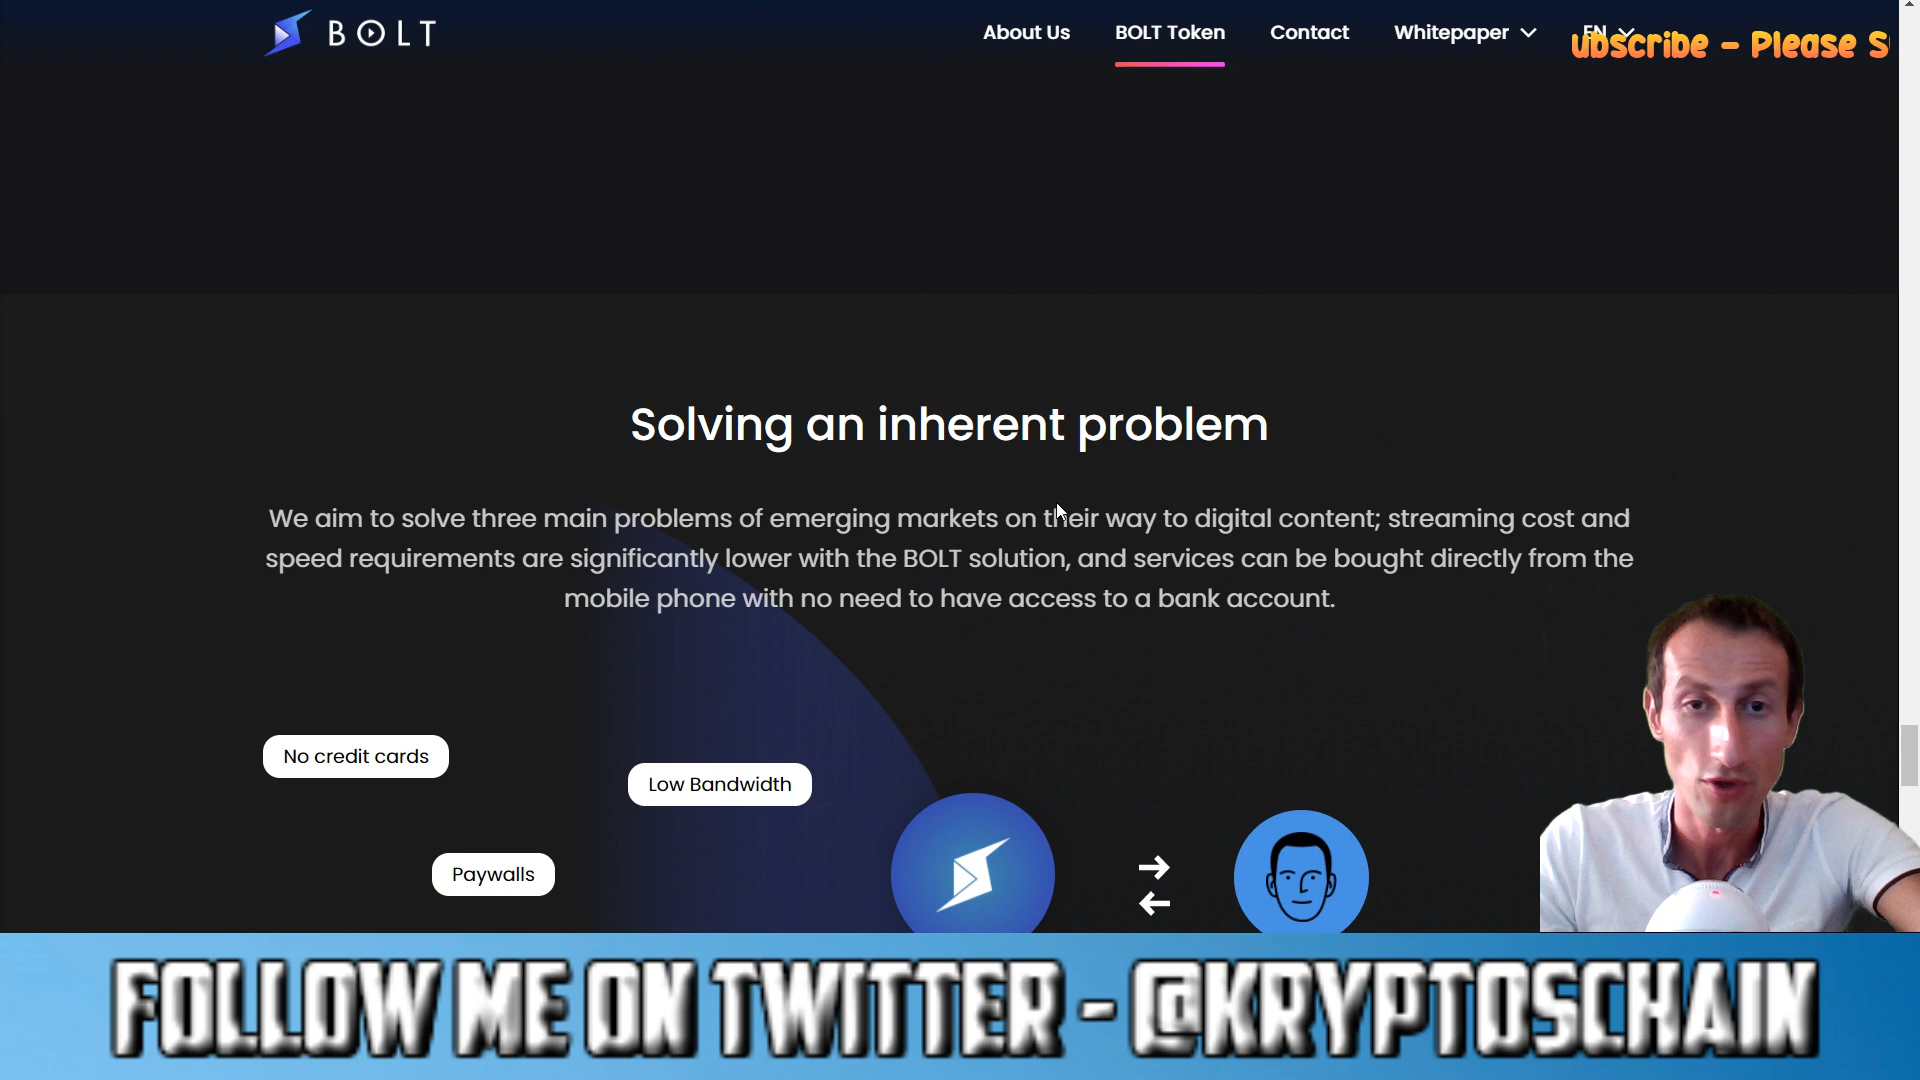 BOLT
About Us
BOLT Token
Contact
Whitepaper
EN
ubscribe - Please S
Solving an inherent problem
We aim to solve three main problems of emerging markets on their way to digital content; streaming cost and
speed requirements are significantly lower with the BOLT solution, and services can be bought directly from the
mobile phone with no need to have access to a bank account.
No credit cards
Low Bandwidth
Paywalls
FOLLOW ME ON TWITTER - @KRYPTOSCHAIN